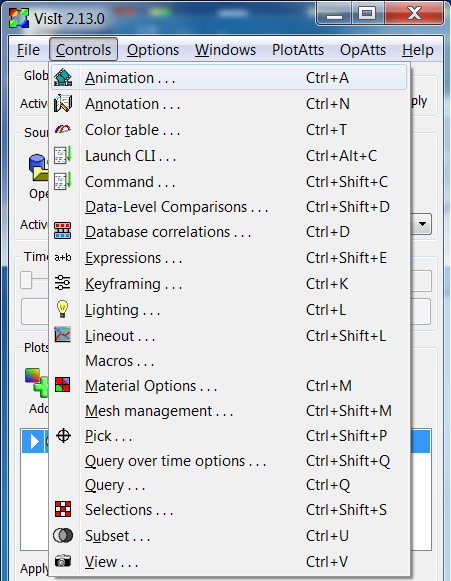 VisIt 2.13.0
File Controls Options Windows PlotAtts OpAtts Help
Glob
Activ ply
Animation . . . Ctrl+A
Annotation . . . Ctrl+N
Color table . . . Ctrl+T
Sour
Launch CLI . . . Ctrl+Alt+C
Command . . . Ctrl+Shift+C
Ope
Data-Level Comparisons . . . Ctrl+Shift+D
Active
Database correlations . . . Ctrl+D
a+b Expressions . . . Ctrl+Shift+E
Time
Keyframing . . . Ctrl+K
Lighting . . . Ctrl+L
Lineout . . . Ctrl+Shift+L
Plots
Macros . . .
Material Options . . . Ctrl+M
Add
Mesh management . . . Ctrl+Shift+M
Pick . . . Ctrl+Shift+P
Query over time options . . . Ctrl+Shift+Q
Query . . . Ctrl+Q
Selections . . . Ctrl+Shift+S
Subset . . . Ctrl+U
View . . . Ctrl+V
Apply